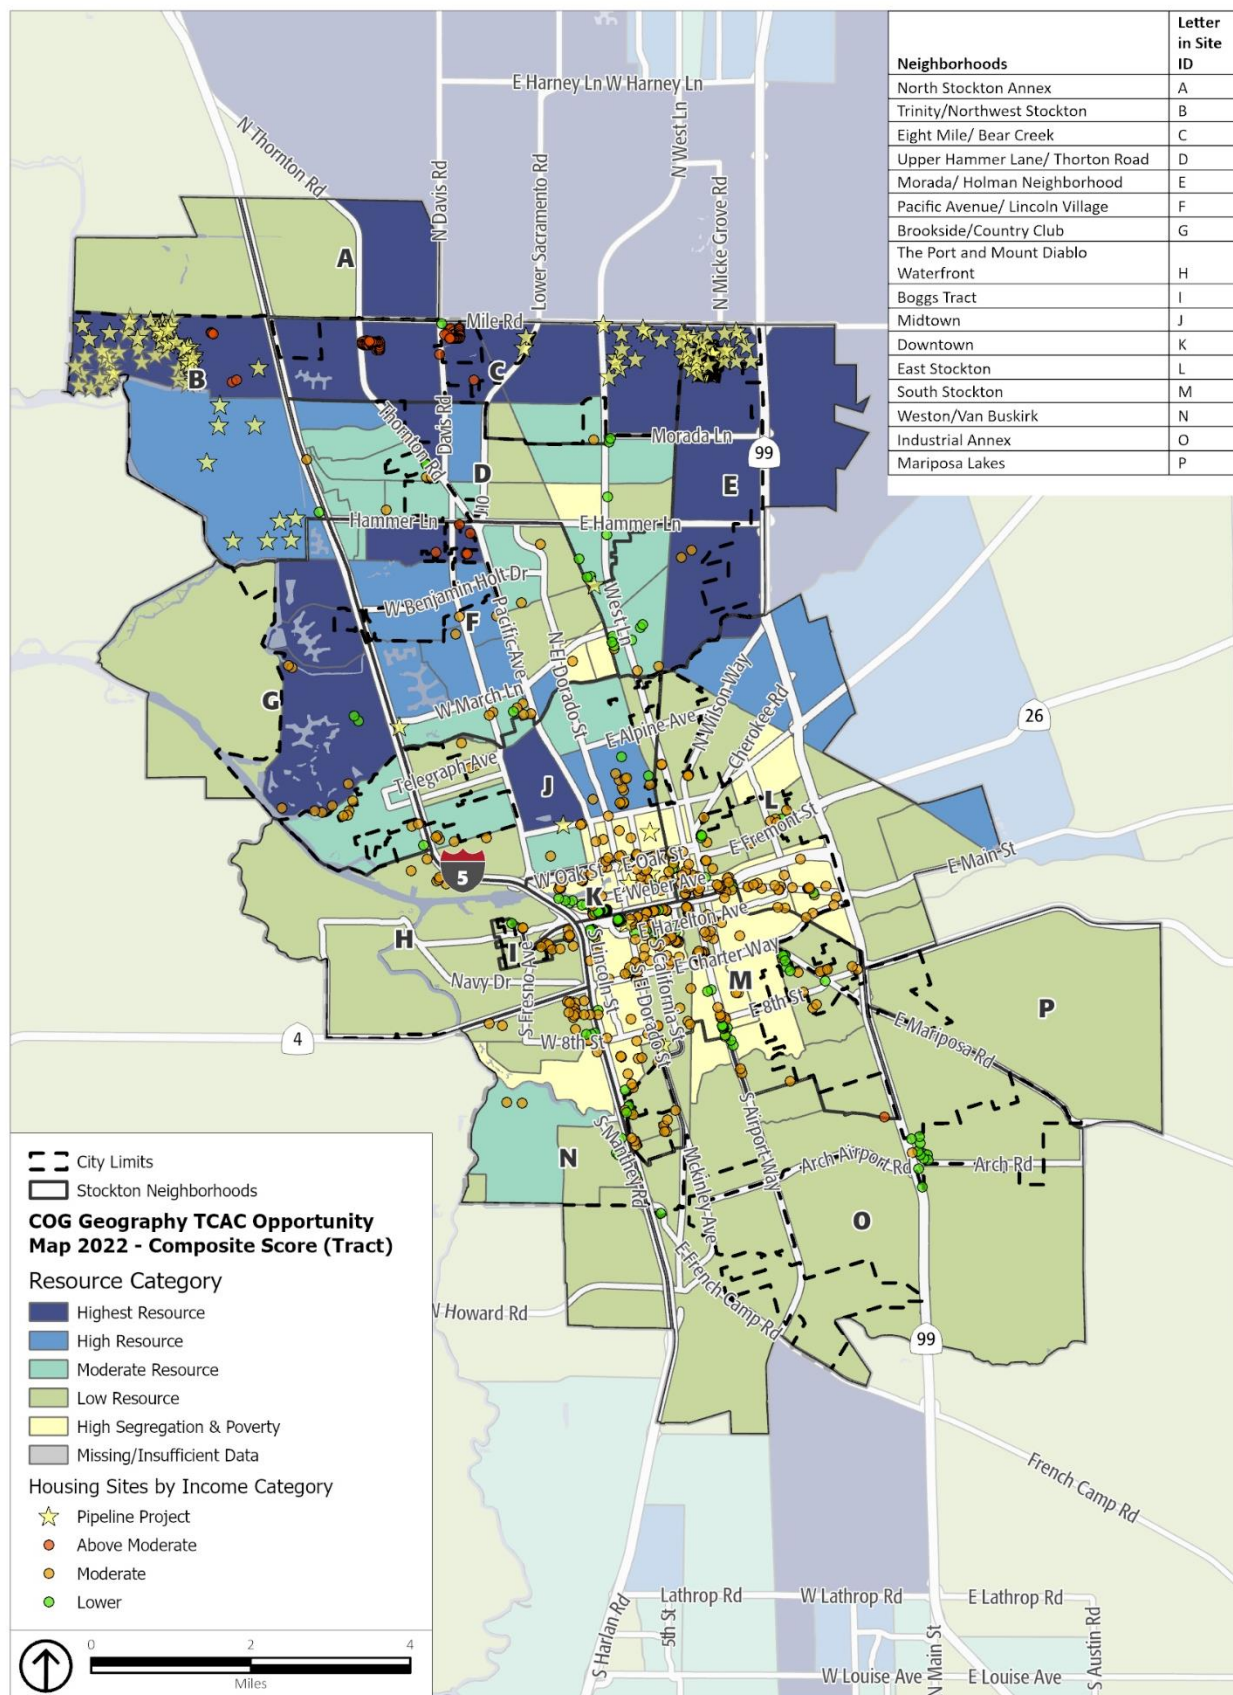 Neighborhoods
Letter
in Site
ID
North Stockton Annex A
Trinity/Northwest Stockton B
Eight Mile/ Bear Creek C
Upper Hammer Lane/ Thorton Road D
Morada/ Holman Neighborhood E
Pacific Avenue/ Lincoln Village F
Brookside/Country Club G
The Port and Mount Diablo
Waterfront H
Boggs Tract I
Midtown J
Downtown K
East Stockton L
South Stockton M
Weston/Van Buskirk N
Industrial Annex O
Mariposa Lakes P
E Harney Ln W Harney Ln
N Thornton Rd
N Davis Rd
Lower Sacramento Rd
N West Ln
N Micke Grove Rd
A
Mile Rd
B
C
Thornton Rd
Davis Rd
Morada Ln
99
D
E
J10
Hammer Ln
E Hammer Ln
W Benjamin Holt Dr
F
Pacific Ave
N El Dorado St
West Ln
G
W March Ln
N Wilson Way
Cherokee Rd
26
E Alpine Ave
Telegraph Ave
J
L
E Fremont St
E Main St
5
W Oak St
E Oak St
E Weber Ave
K
E Hazelton Ave
H
I
Navy Dr
S Fresno Ave
S Lincoln St
S El Dorado St
S California St
E Charter Way
M
E 8th St
P
E Mariposa Rd
4
W 8th St
N
S Manthey Rd
Mckinley Ave
S Airport Way
Arch Airport Rd
Arch Rd
O
E French Camp Rd
W Howard Rd
99
French Camp Rd
Lathrop Rd
W Lathrop Rd
E Lathrop Rd
S Harlan Rd
5th St
N Main St
S Austin Rd
W Louise Ave
E Louise Ave
City Limits
Stockton Neighborhoods
COG Geography TCAC Opportunity
Map 2022 - Composite Score (Tract)
Resource Category
Highest Resource
High Resource
Moderate Resource
Low Resource
High Segregation & Poverty
Missing/Insufficient Data
Housing Sites by Income Category
Pipeline Project
Above Moderate
Moderate
Lower
0 2 4
Miles